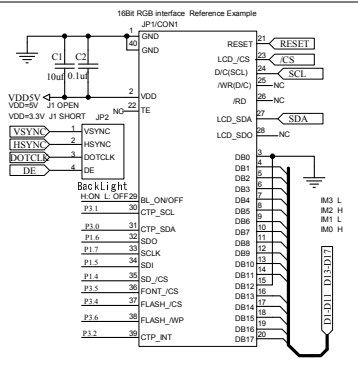 16Bit RGB interface Reference Example
JP1/CON1
1 GND
40 GND
C1 C2
10uf 0.1uf
VDD5V 2 VDD
VDD=5V J1 OPEN
VDD=3.3V J1 SHORT
NO 22 TE
JP2
VSYNC 1 VSYNC
HSYNC 2 HSYNC
DOTCLK 3 DOTCLK
DE 4 DE
BackLight
H:ON L: OFF 29 BL_ON/OFF
P3.1 30 CTP_SCL
P3.0 31 CTP_SDA
P1.6 32 SDO
P1.7 33 SCLK
P1.5 34 SDI
P1.4 35 SD_/CS
P3.5 36 FONT_/CS
P3.4 37 FLASH_/CS
P3.6 38 FLASH_/WP
P3.2 39 CTP_INT
RESET 21 RESET
LCD_/CS 23 /CS
D/C(SCL) 24 SCL
/WR(D/C) 25 NC
/RD 26 NC
LCD_SDA 27 SDA
LCD_SDO 28 NC
DB0 3
DB1 4
DB2 5
DB3 6
DB4 7
DB5 8
DB6 9
DB7 10
DB8 11
DB9 12
DB10 13
DB11 14
DB12 15
DB13 16
DB14 17
DB15 18
DB16 19
DB17 20
IM3 L
IM2 H
IM1 L
IM0 H
D1-D11 D13-D17